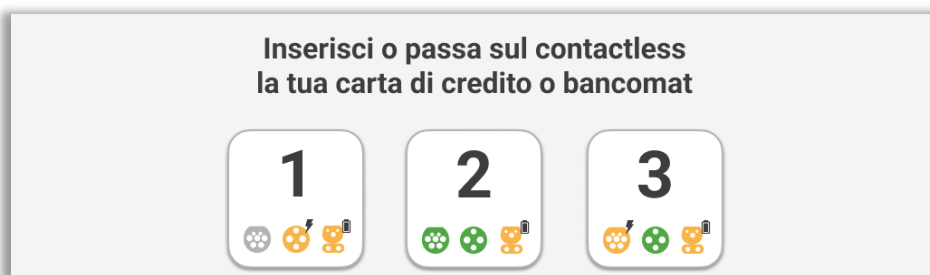 Inserisci o passa sul contactless
la tua carta di credito o bancomat
1 2 3